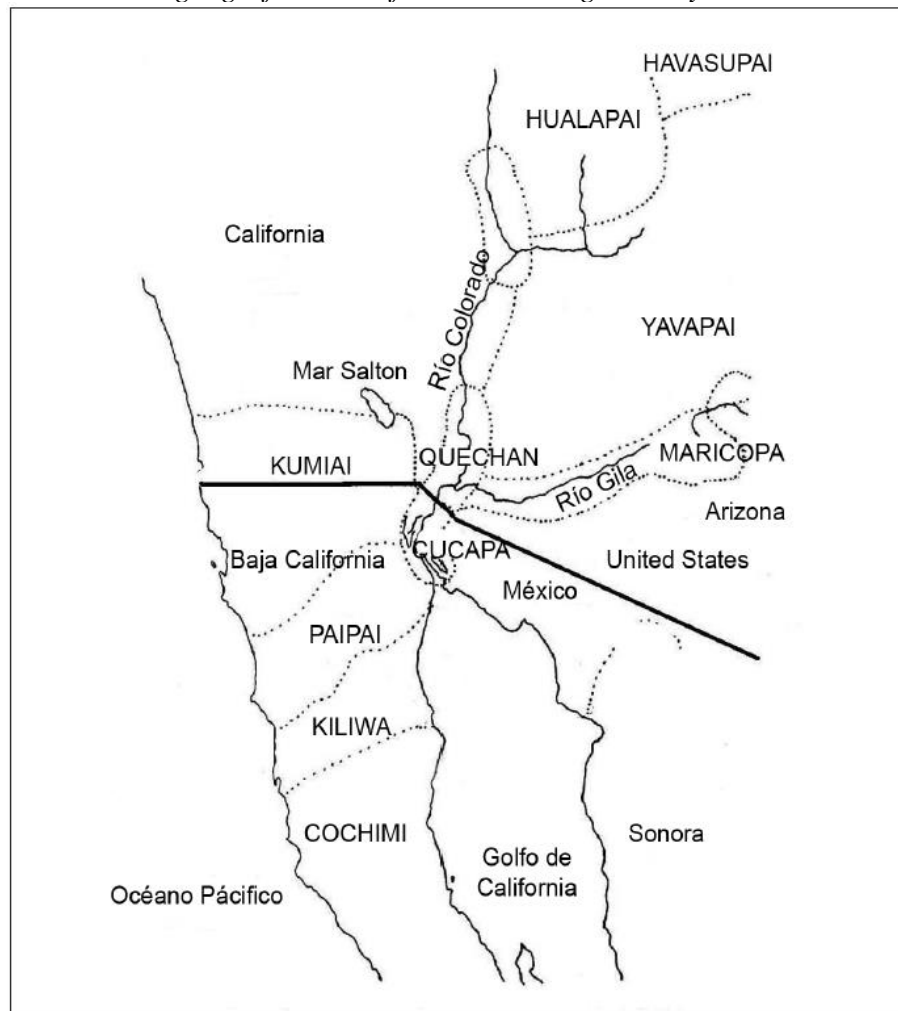 HAVASUPAI
HUALAPAI
California
Río Colorado
YAVAPAI
Mar Salton
QUECHAN
KUMIAI
MARICOPA
Río Gila
Arizona
Baja California
CUCAPA
United States
México
PAIPAI
KILIWA
COCHIMI
Sonora
Golfo de
California
Océano Pácifico